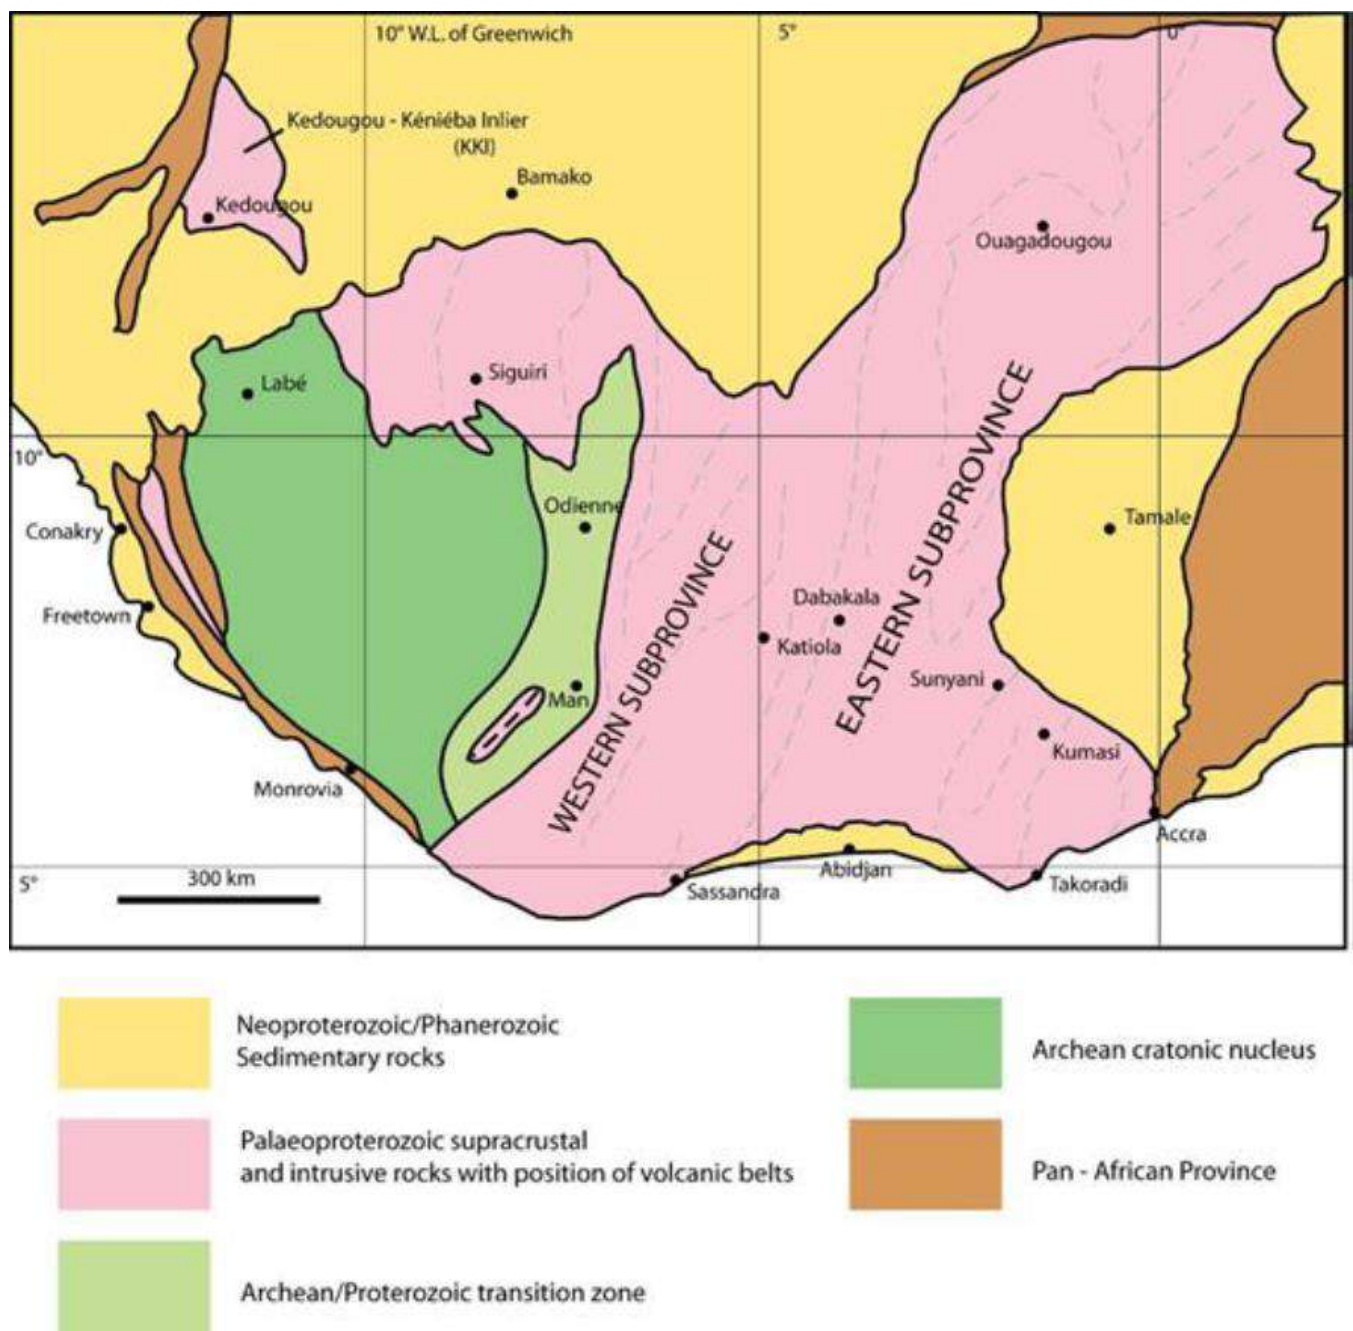 10° W.L. of Greenwich
5°
0°
Kedougou - Kéniéba Inlier
(KKI)
Bamako
Kedougou
Ouagadougou
Siguiri
Labé
10°
Odienne
Conakry
Tamale
Freetown
Dabakala
Katiola
Sunyani
Man
WESTERN SUBPROVINCE
EASTERN SUBPROVINCE
Kumasi
Monrovia
Accra
5°
300 km
Abidjan
Sassandra
Takoradi
Neoproterozoic/Phanerozoic
Sedimentary rocks
Archean cratonic nucleus
Palaeoproterozoic supracrustal
and intrusive rocks with position of volcanic belts
Pan - African Province
Archean/Proterozoic transition zone